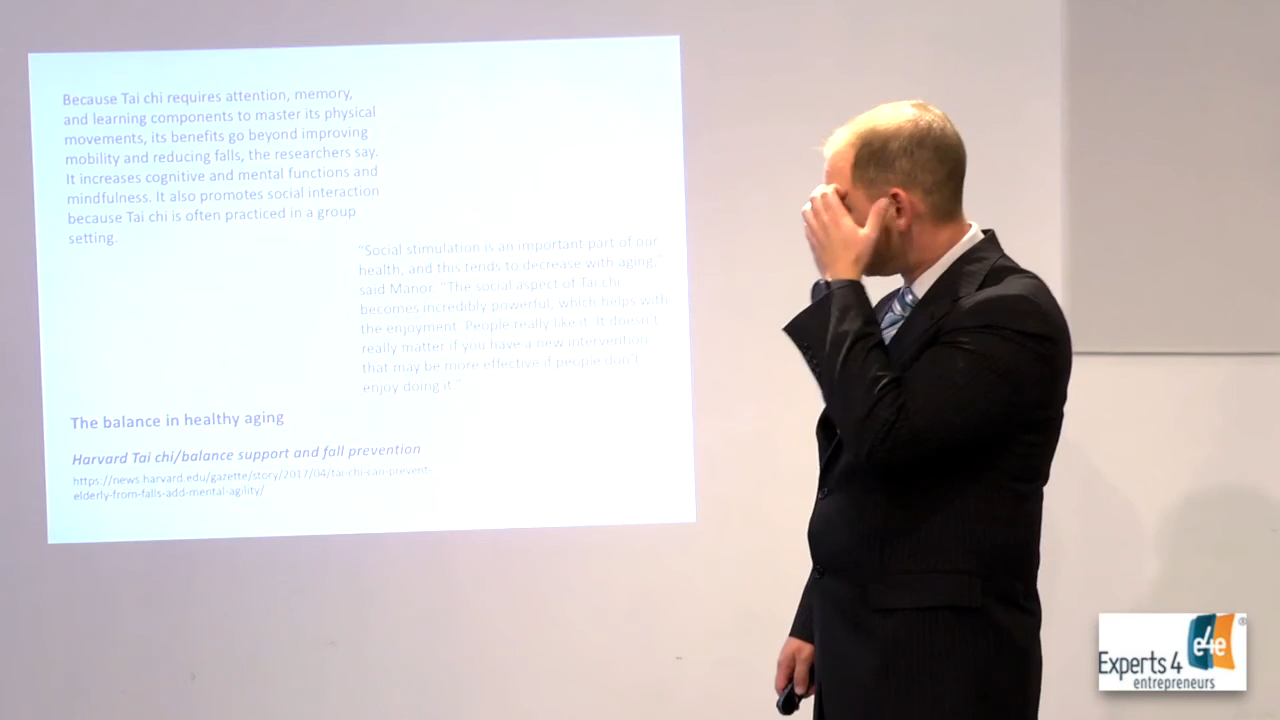 Because Tai chi requires attention, memory,
and learning components to master its physical
movements, its benefits go beyond improving
mobility and reducing falls, the researchers say.
It increases cognitive and mental functions and
mindfulness. It also promotes social interaction
because Tai chi is often practiced in a group
setting.
“Social stimulation is an important part of our
health, and this tends to decrease with aging,”
said Manor. “The social aspect of Tai chi
becomes incredibly powerful, which helps with
the enjoyment. People really like it. It doesn’t
really matter if you have a new intervention
that may be more effective if people don’t
enjoy doing it.”
The balance in healthy aging
Harvard Tai chi/balance support and fall prevention
https://news.harvard.edu/gazette/story/2017/04/tai-chi-can-prevent-
elderly-from-falls-add-mental-agility/
e4e
®
Experts 4
entrepreneurs